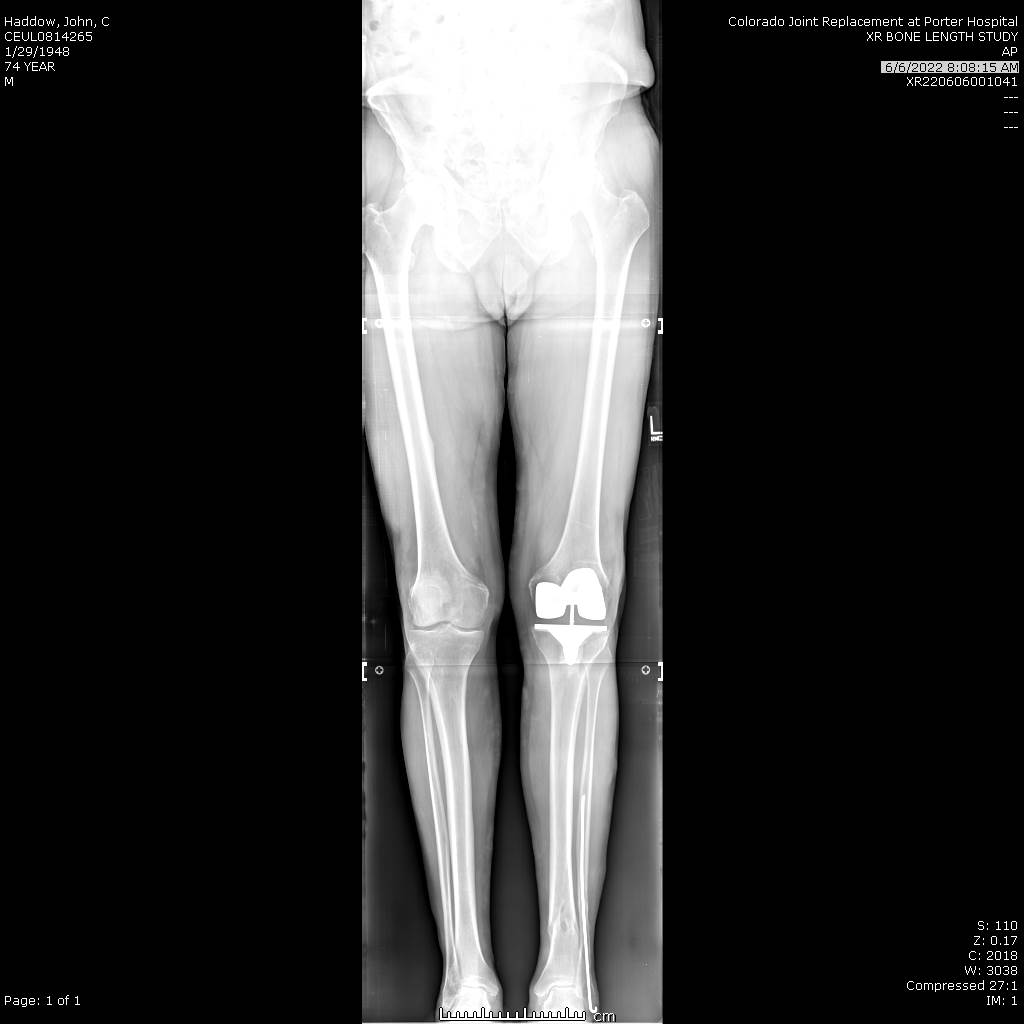 Haddow, John, C
CEUL0814265
1/29/1948
74 YEAR
M
Colorado Joint Replacement at Porter Hospital
XR BONE LENGTH STUDY
AP
6/6/2022 8:08:15 AM
XR220606001041
---
---
---
L
S: 110
Z: 0.17
C: 2018
W: 3038
Compressed 27:1
IM: 1
Page: 1 of 1
cm